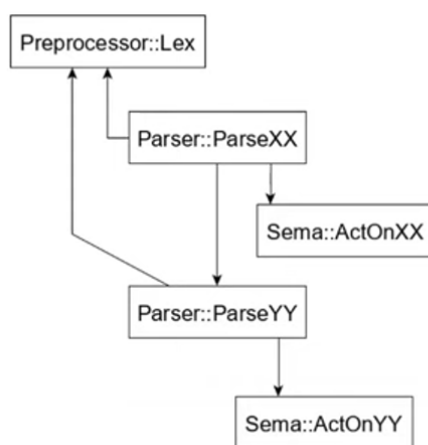 Preprocessor::Lex
Parser::ParseXX
Sema::ActOnXX
Parser::ParseYY
Sema::ActOnYY